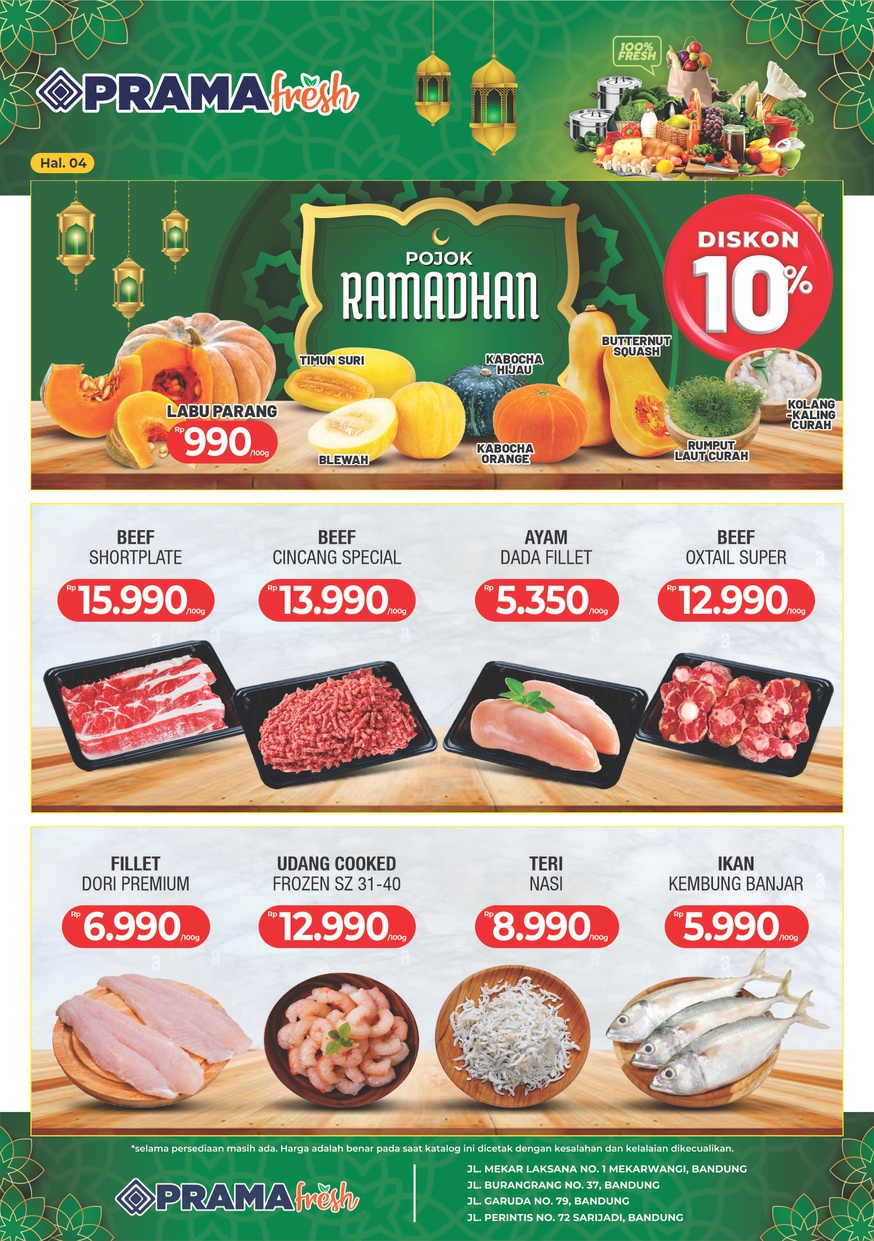 PRAMA fresh
100%
FRESH
Hal. 04
POJOK
RAMADHAN
DISKON
10%
LABU PARANG
Rp 990 /100g
TIMUN SURI
BLEWAH
KABOCHA
HIJAU
KABOCHA
ORANGE
BUTTERNUT
SQUASH
RUMPUT
LAUT CURAH
KOLANG
-KALING
CURAH
BEEF
SHORTPLATE
Rp 15.990 /100g
BEEF
CINCANG SPECIAL
Rp 13.990 /100g
AYAM
DADA FILLET
Rp 5.350 /100g
BEEF
OXTAIL SUPER
Rp 12.990 /100g
FILLET
DORI PREMIUM
Rp 6.990 /100g
UDANG COOKED
FROZEN SZ 31-40
Rp 12.990 /100g
TERI
NASI
Rp 8.990 /100g
IKAN
KEMBUNG BANJAR
Rp 5.990 /100g
*selama persediaan masih ada. Harga adalah benar pada saat katalog ini dicetak dengan kesalahan dan kelalaian dikecualikan.
PRAMA fresh
JL. MEKAR LAKSANA NO. 1 MEKARWANGI, BANDUNG
JL. BURANGRANG NO. 37, BANDUNG
JL. GARUDA NO. 79, BANDUNG
JL. PERINTIS NO. 72 SARIJADI, BANDUNG